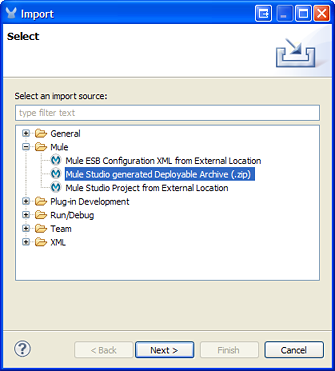 Import
Select
Select an import source:
type filter text
General
Mule
Mule ESB Configuration XML from External Location
Mule Studio generated Deployable Archive (.zip)
Mule Studio Project from External Location
Plug-in Development
Run/Debug
Team
XML
< Back Next > Finish Cancel